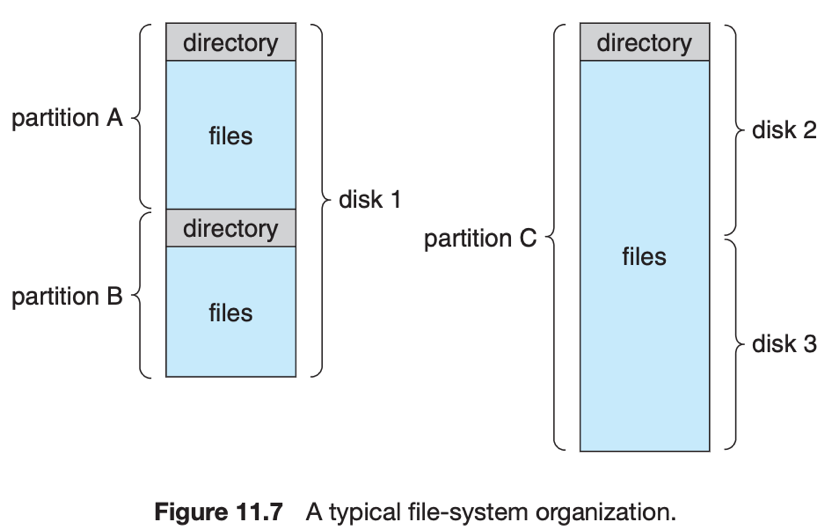 directory
partition A
files
disk 1
directory
partition B
files
directory
disk 2
partition C
files
disk 3
Figure 11.7 A typical file-system organization.